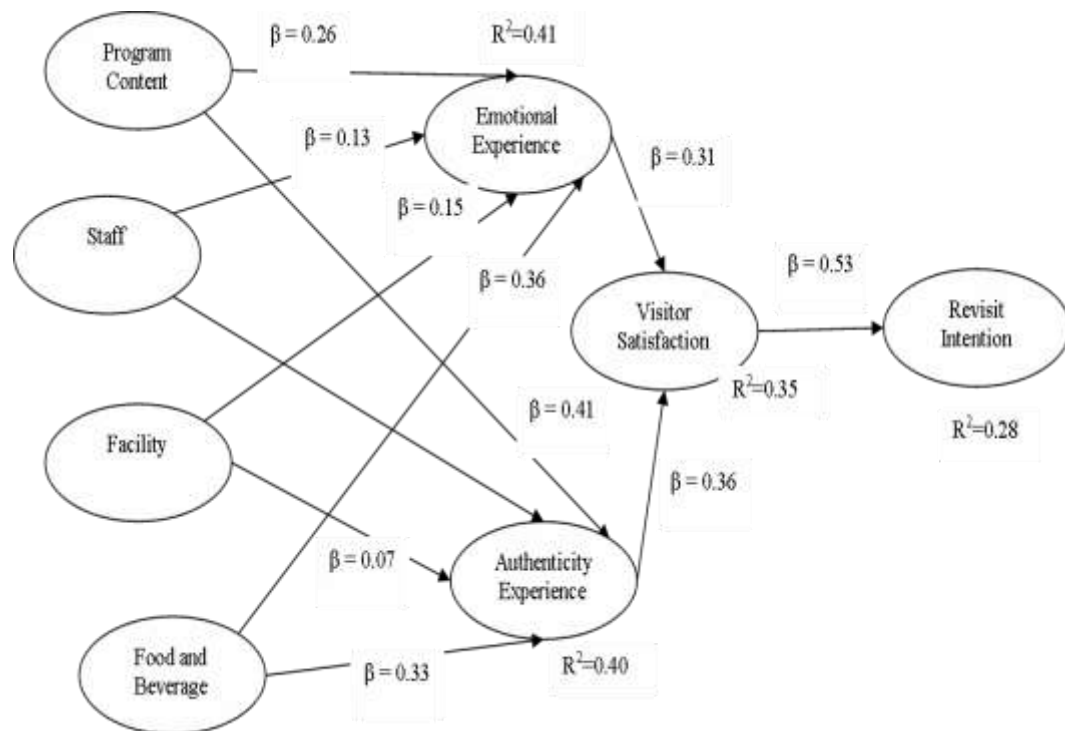 Program
Content
β = 0.26
R²=0.41
Emotional
Experience
β = 0.13
β = 0.31
β = 0.15
Staff
β = 0.36
β = 0.53
Visitor
Satisfaction
Revisit
Intention
R²=0.35
β = 0.41
R²=0.28
Facility
β = 0.36
β = 0.07
Authenticity
Experience
Food and
Beverage
β = 0.33
R²=0.40